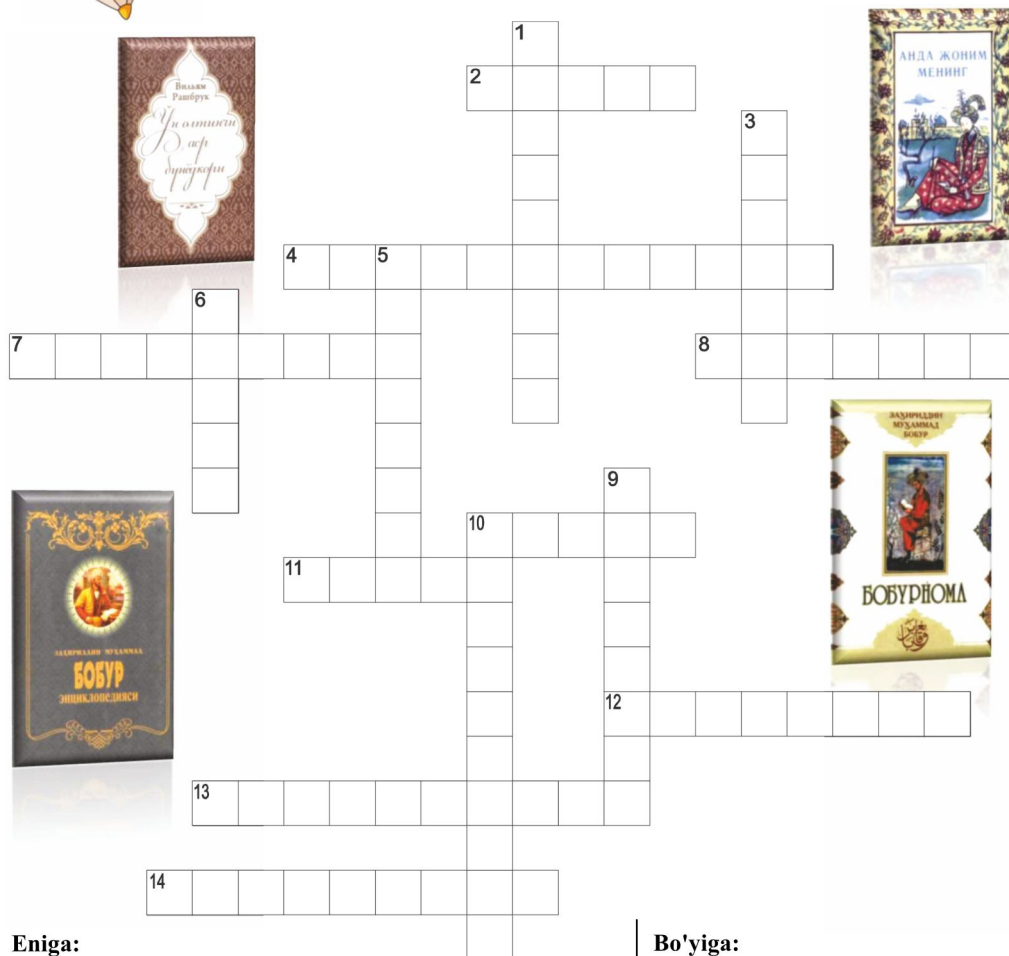 1
2
3
4
5
6
7
8
9
10
11
12
13
14
Вильям
Рашбрук
Ўн олтинчи
аср
бунёдкори
АНДА ЖОНИМ
МЕНИНГ
ЗАҲИРИДДИН МУҲАММАД
БОБУР
ЭНЦИКЛОПЕДИЯСИ
ЗАҲИРИДДИН
МУҲАММАД
БОБУР
БОБУРНОМА
Eniga:
Bo'yiga: